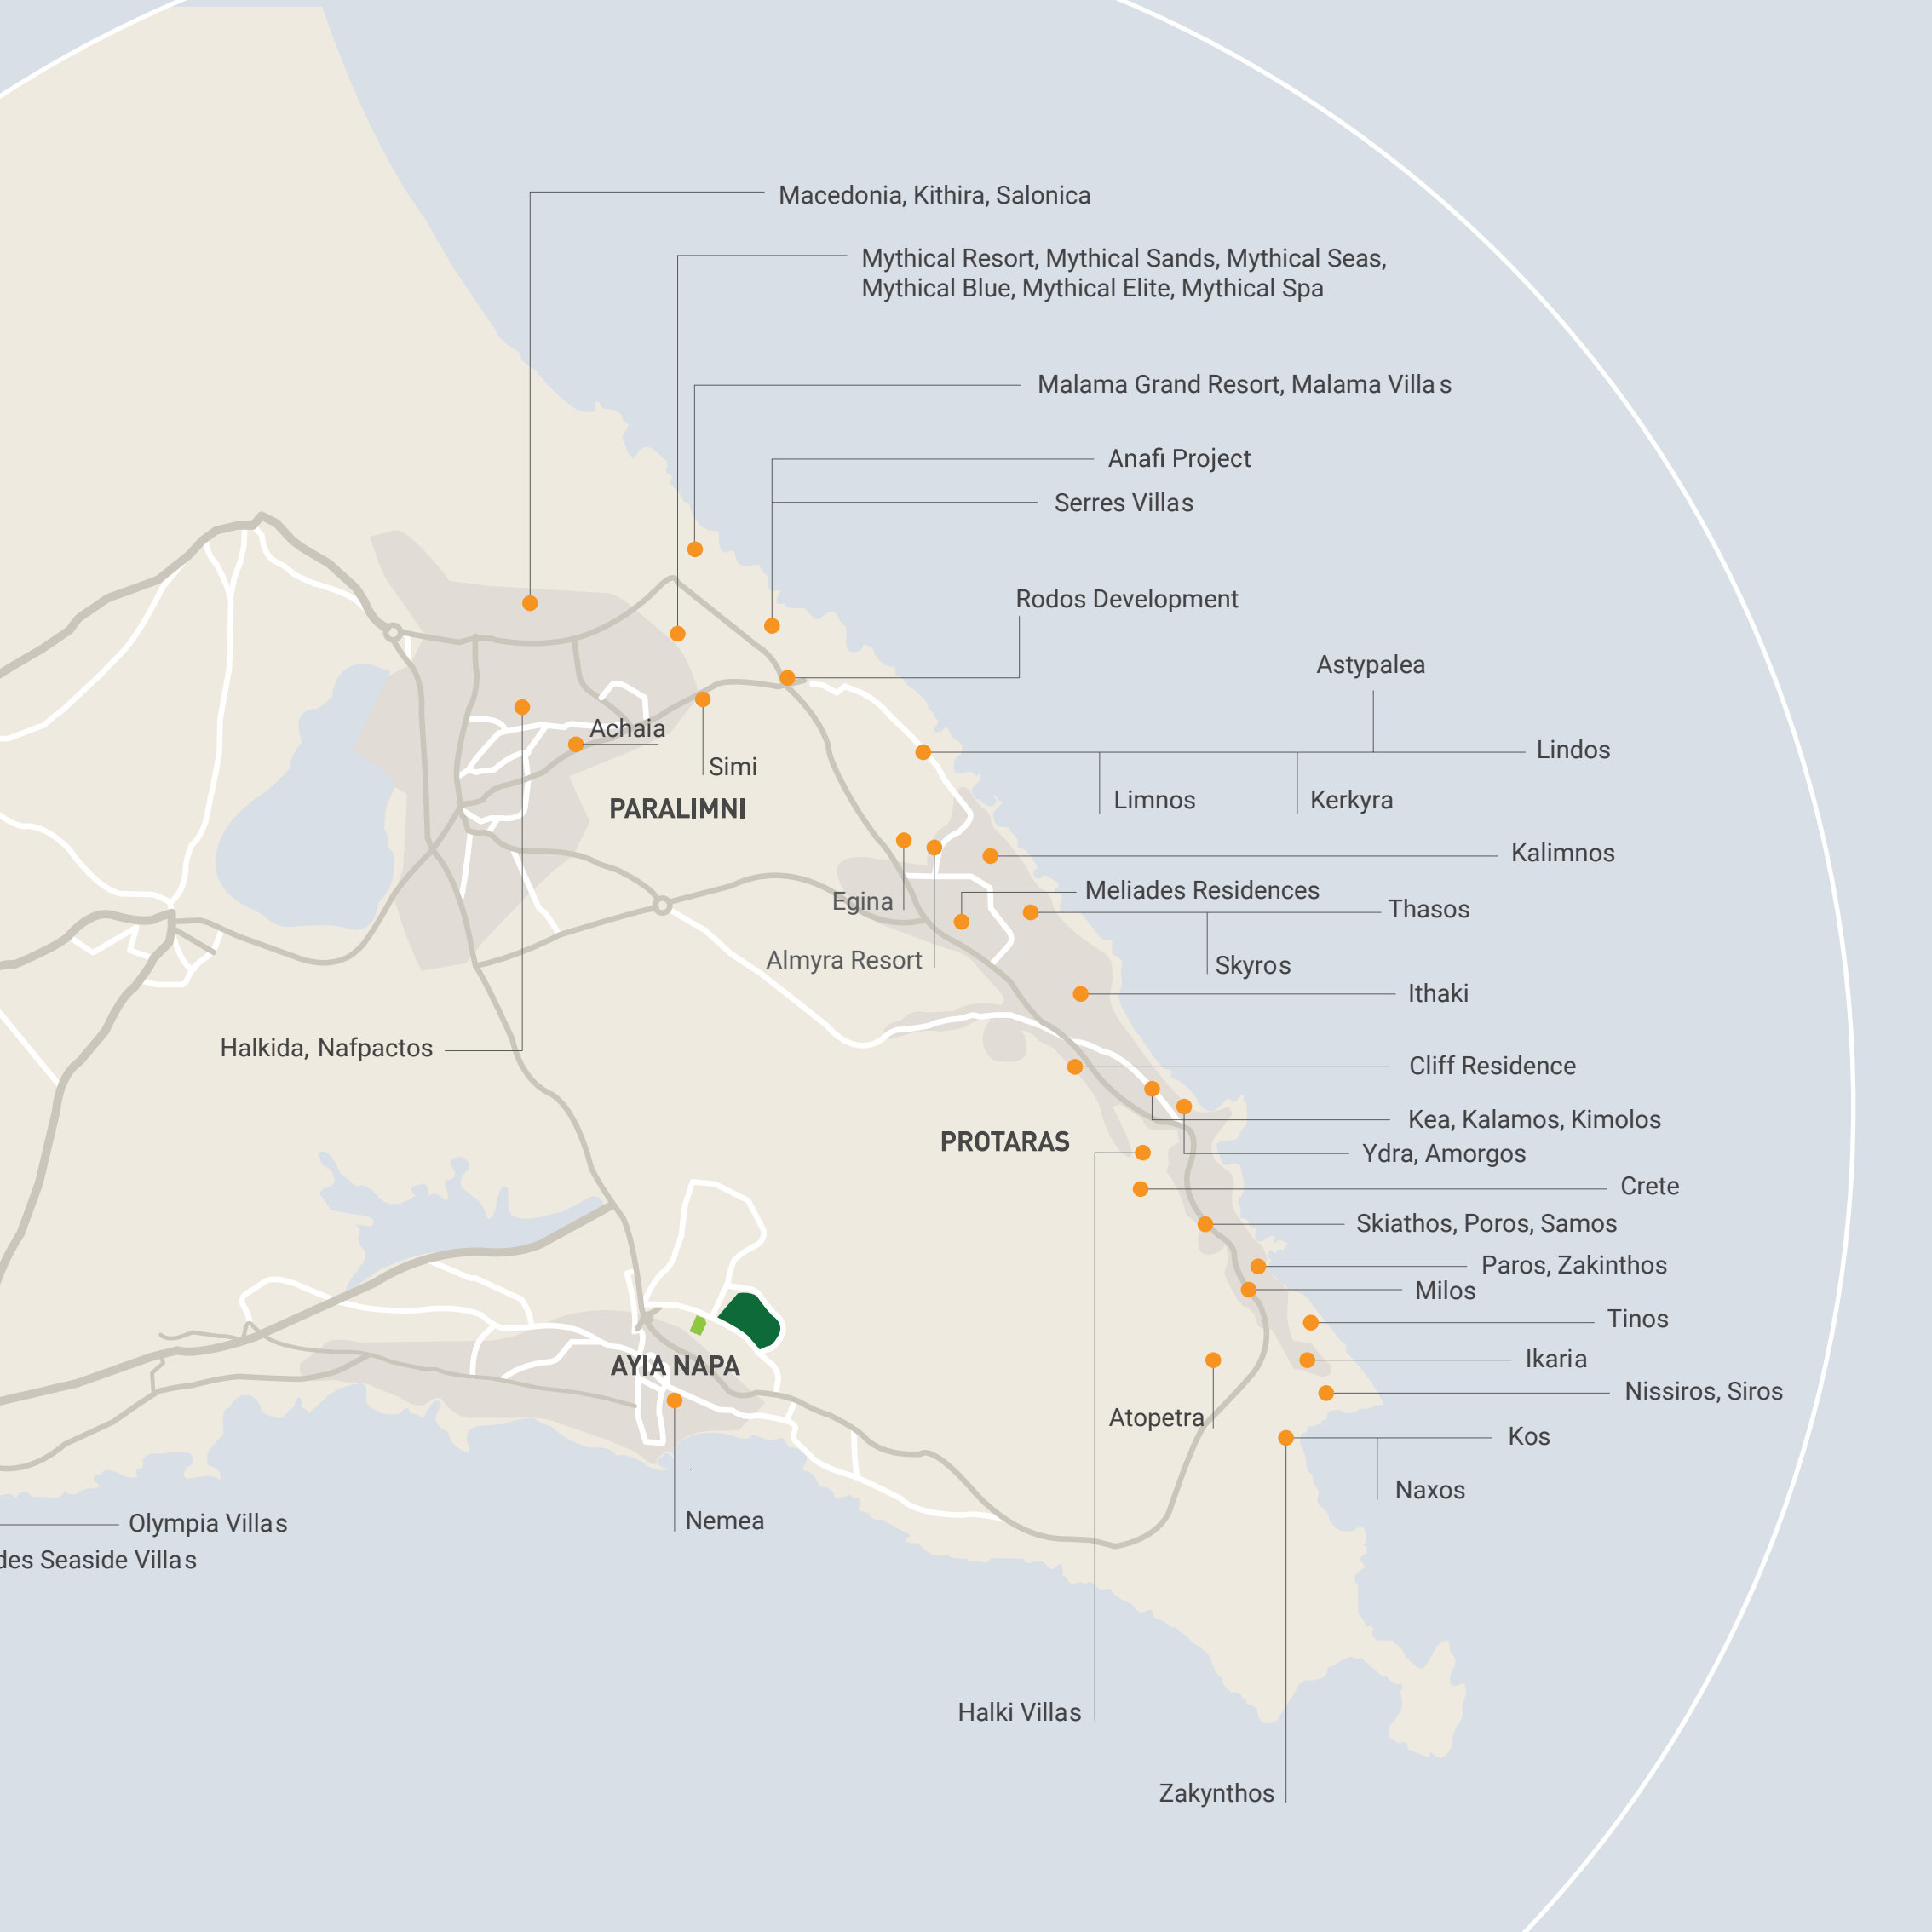 Macedonia, Kithira, Salonica
Mythical Resort, Mythical Sands, Mythical Seas,
Mythical Blue, Mythical Elite, Mythical Spa
Malama Grand Resort, Malama Villas
Anafi Project
Serres Villas
Rodos Development
Astypalea
Lindos
Achaia
Simi
Limnos
Kerkyra
PARALIMNI
Kalimnos
Meliades Residences
Egina
Thasos
Almyra Resort
Skyros
Ithaki
Halkida, Nafpactos
Cliff Residence
Kea, Kalamos, Kimolos
PROTARAS
Ydra, Amorgos
Crete
Skiathos, Poros, Samos
Paros, Zakinthos
Milos
Tinos
AYIA NAPA
Ikaria
Nissiros, Siros
Atopetra
Kos
Naxos
Nemea
Olympia Villas
des Seaside Villas
Halki Villas
Zakynthos